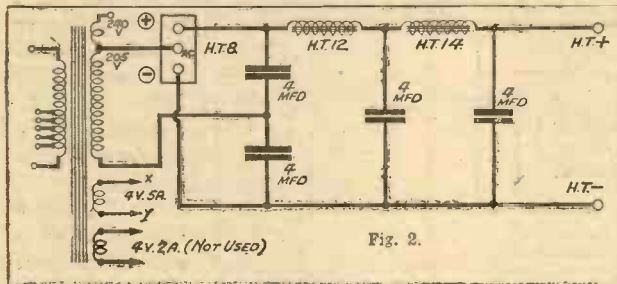 240
V
205
V
+
−
AC
H.T.8.
H.T.12
H.T.14
H.T.+
4
MFD
4
MFD
4
MFD
4
MFD
X
4V.5A.
Y
4V.2A. (NOT USED)
H.T.−
Fig. 2.